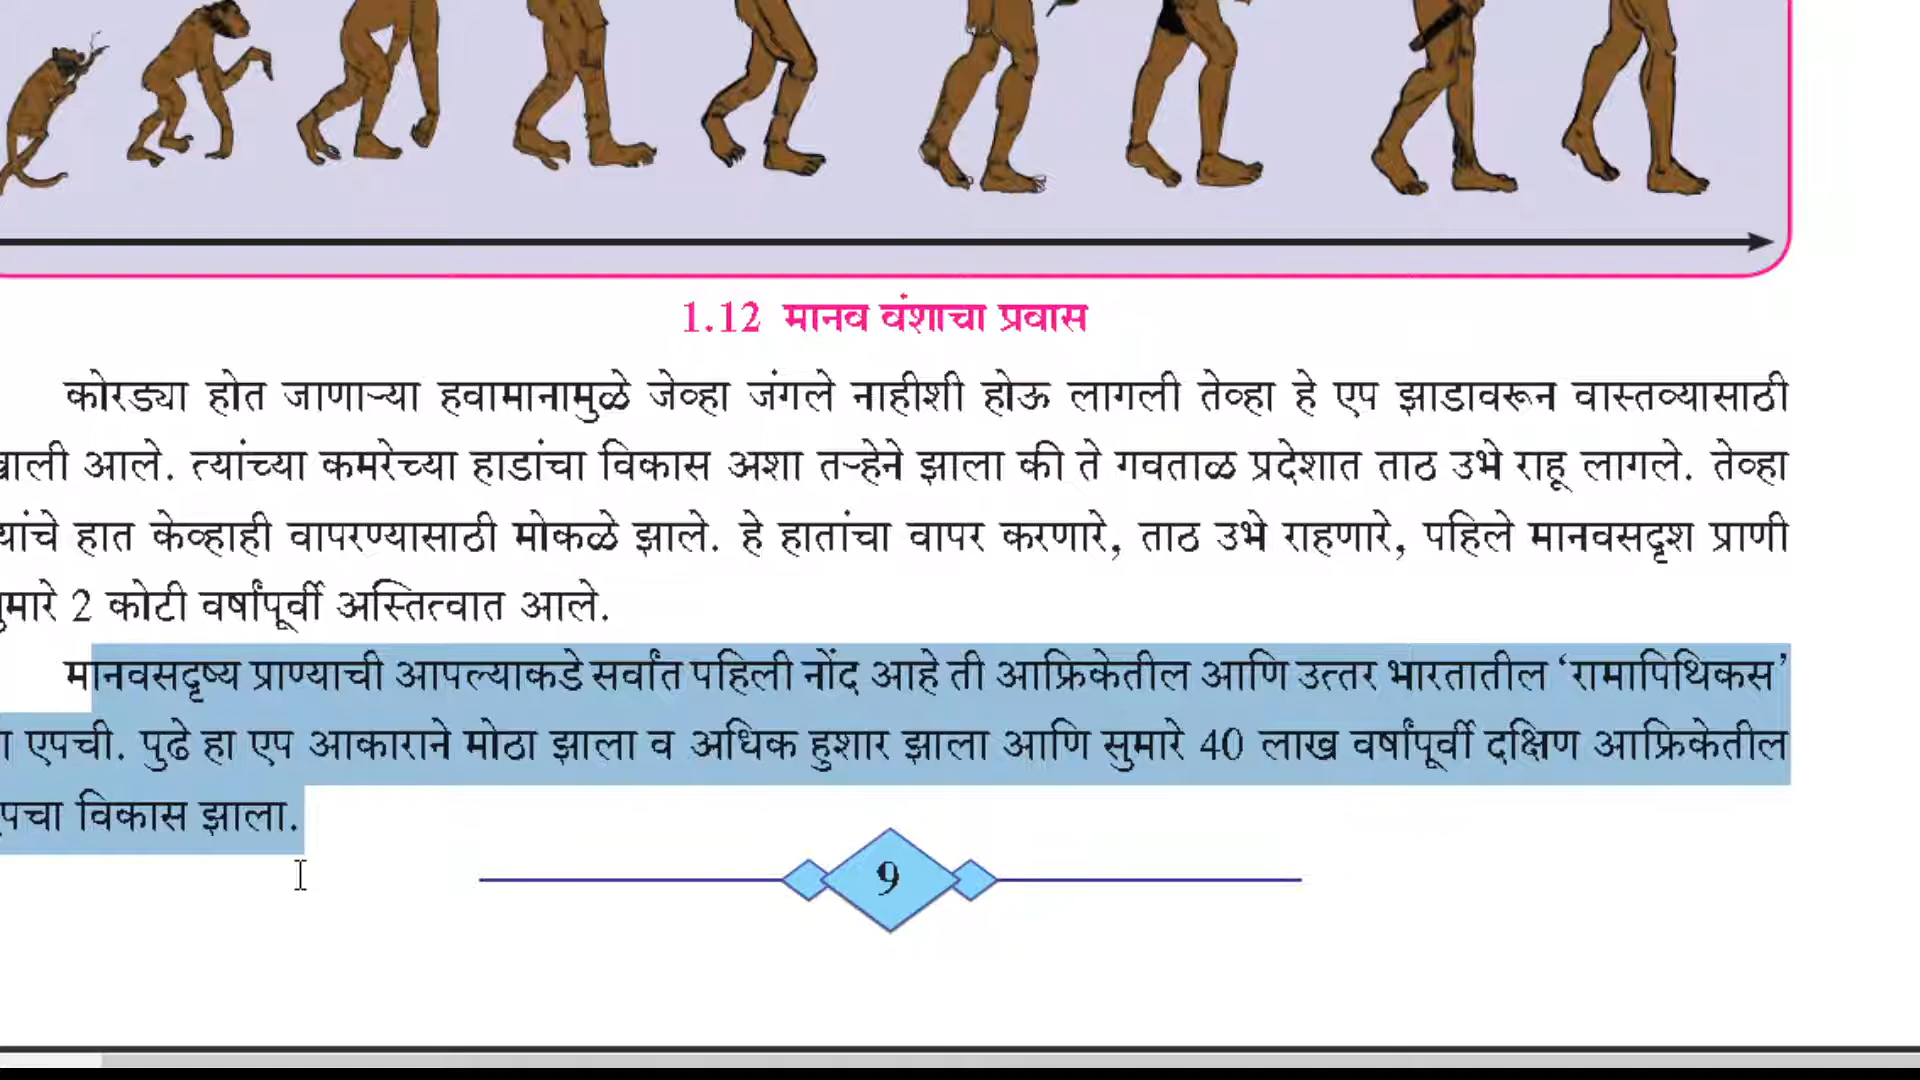 1.12 मानव वंशाचा प्रवास
कोरड्या होत जाणाऱ्या हवामानामुळे जेव्हा जंगले नाहीशी होऊ लागली तेव्हा हे एप झाडावरून वास्तव्यासाठी
आले. त्यांच्या कमरेच्या हाडांचा विकास अशा तऱ्हेने झाला की ते गवताळ प्रदेशात ताठ उभे राहू लागले. तेव्हा
हात केव्हाही वापरण्यासाठी मोकळे झाले. हे हातांचा वापर करणारे, ताठ उभे राहणारे, पहिले मानवसदृश प्राणी
2 कोटी वर्षांपूर्वी अस्तित्वात आले.
मानवसदृष्य प्राण्याची आपल्याकडे सर्वांत पहिली नोंद आहे ती आफ्रिकेतील आणि उत्तर भारतातील ‘रामापिथिकस’
एपची. पुढे हा एप आकाराने मोठा झाला व अधिक हुशार झाला आणि सुमारे 40 लाख वर्षांपूर्वी दक्षिण आफ्रिकेतील
विकास झाला.
9